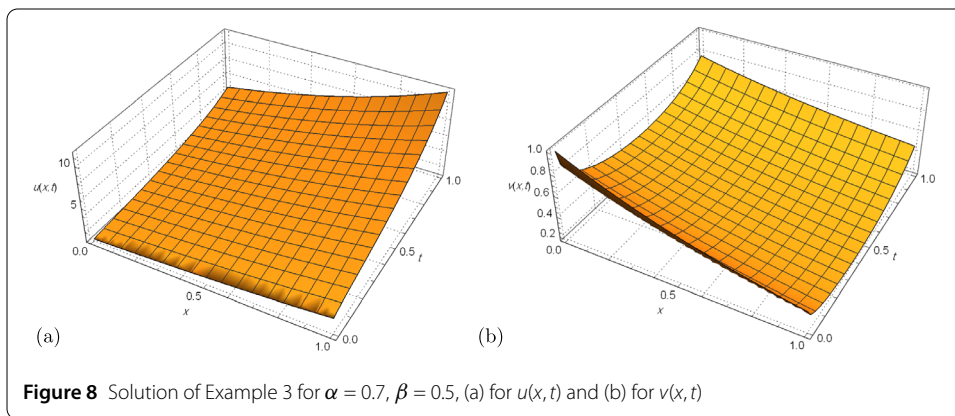 10
u(x,t)
5
0.0
0.5
x
1.0
0.0
0.5
t
1.0
(a)
1.0
0.8
v(x,t)
0.6
0.4
0.2
0.0
0.5
x
1.0
0.0
0.5
t
1.0
(b)
Figure 8 Solution of Example 3 for α = 0.7, β = 0.5, (a) for u(x, t) and (b) for v(x, t)